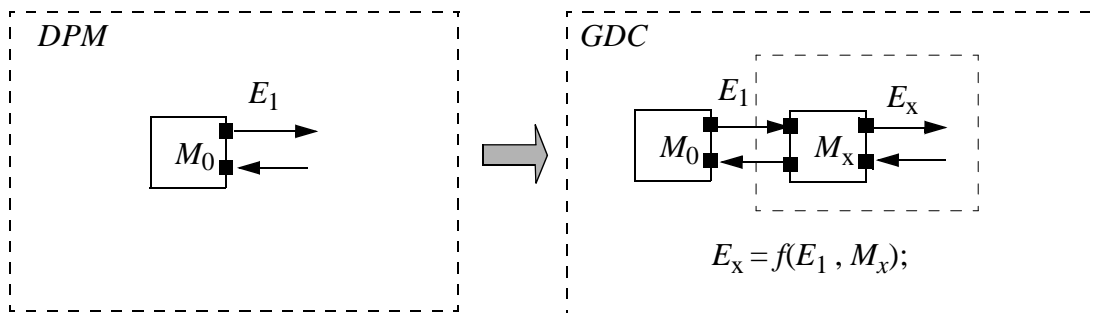 DPM
E₁
M₀
GDC
E₁
Eₓ
M₀
Mₓ
Eₓ = f(E₁ , Mₓ);